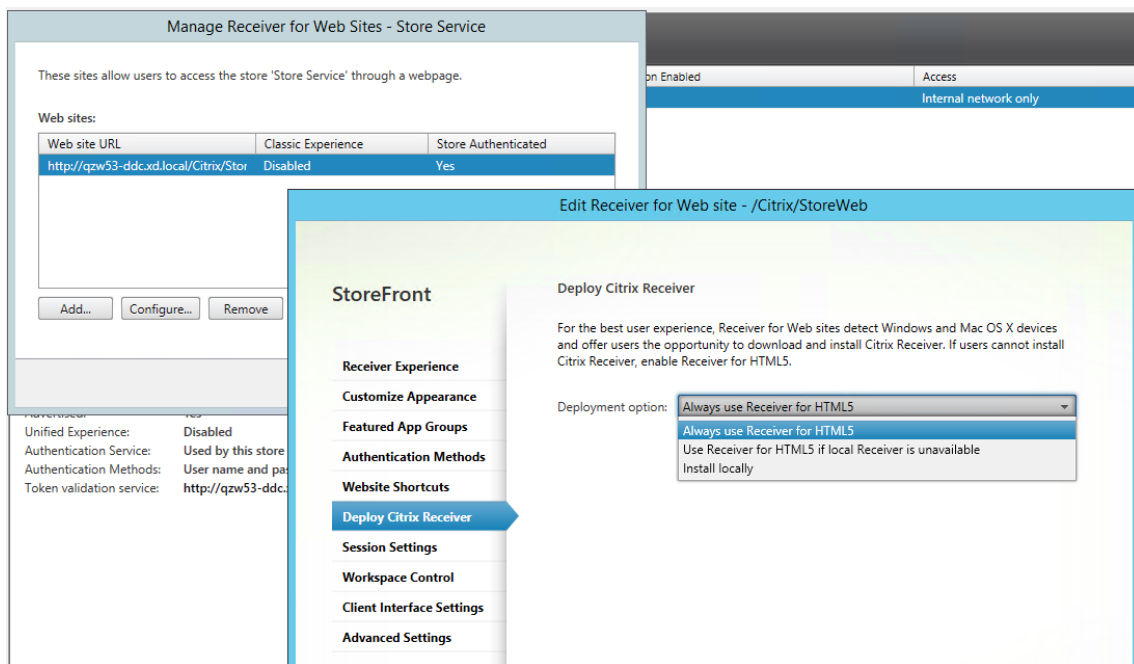 Manage Receiver for Web Sites - Store Service
These sites allow users to access the store 'Store Service' through a webpage.
Web sites:
Web site URL Classic Experience Store Authenticated
http://qzw53-ddc.xd.local/Citrix/Stor Disabled Yes
Add... Configure... Remove
on Enabled Access
Internal network only
Advertised: Yes
Unified Experience: Disabled
Authentication Service: Used by this store
Authentication Methods: User name and pas
Token validation service: http://qzw53-ddc.
Edit Receiver for Web site - /Citrix/StoreWeb
StoreFront
Receiver Experience
Customize Appearance
Featured App Groups
Authentication Methods
Website Shortcuts
Deploy Citrix Receiver
Session Settings
Workspace Control
Client Interface Settings
Advanced Settings
Deploy Citrix Receiver
For the best user experience, Receiver for Web sites detect Windows and Mac OS X devices
and offer users the opportunity to download and install Citrix Receiver. If users cannot install
Citrix Receiver, enable Receiver for HTML5.
Deployment option: Always use Receiver for HTML5
Always use Receiver for HTML5
Use Receiver for HTML5 if local Receiver is unavailable
Install locally